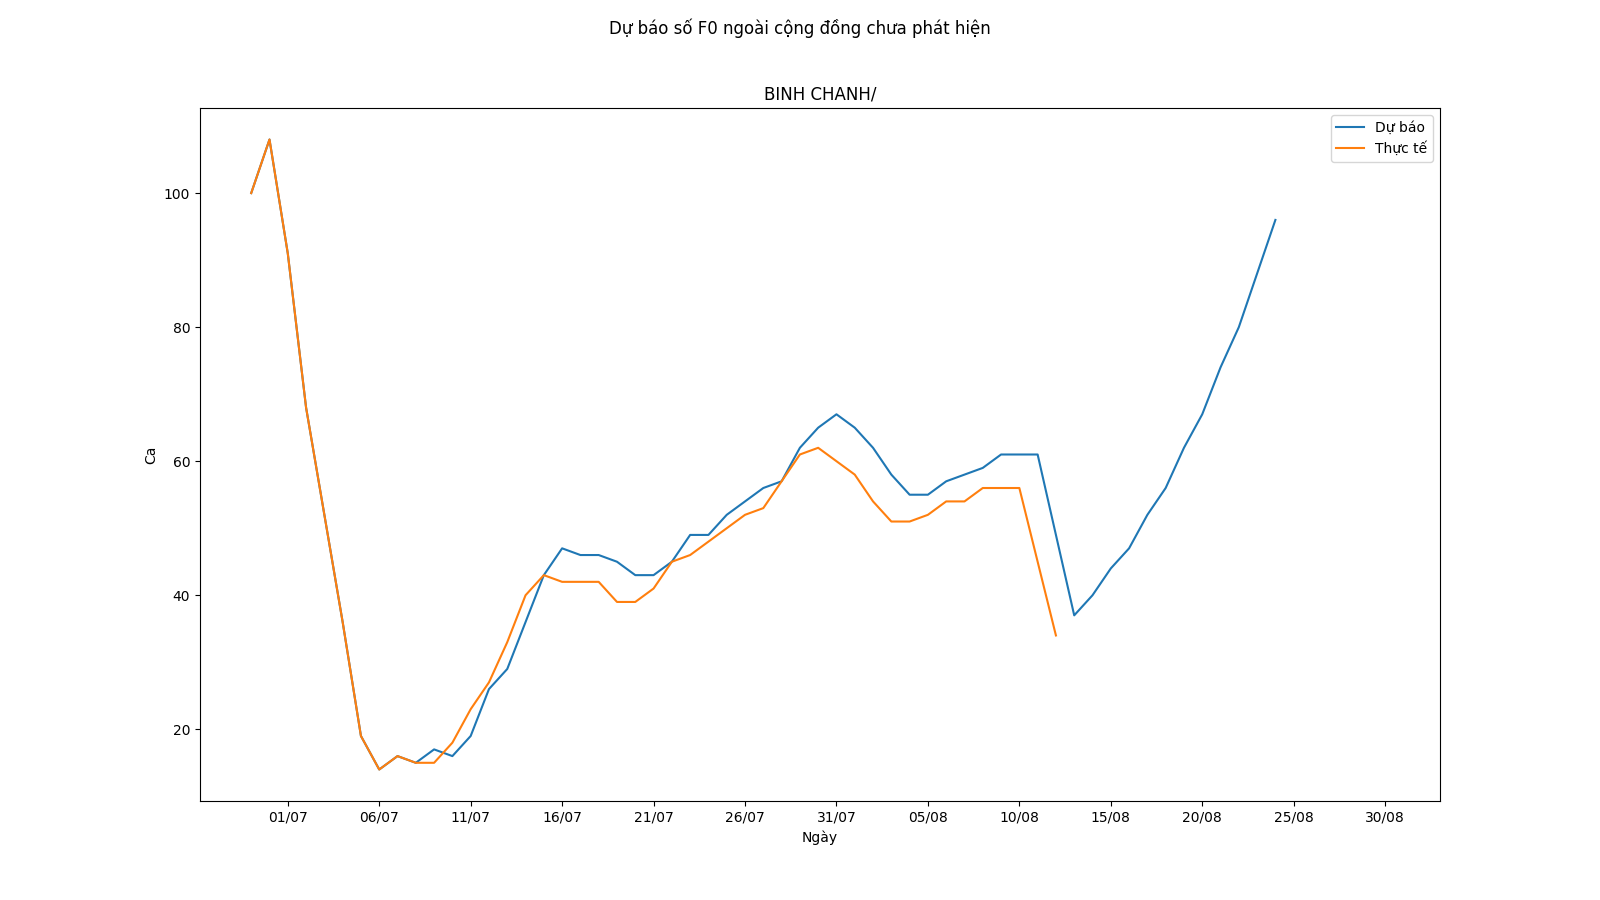 Dự báo số F0 ngoài cộng đồng chưa phát hiện
BINH CHANH/
Dự báo
Thực tế
100
80
60
40
20
Ca
01/07 06/07 11/07 16/07 21/07 26/07 31/07 05/08 10/08 15/08 20/08 25/08 30/08
Ngày